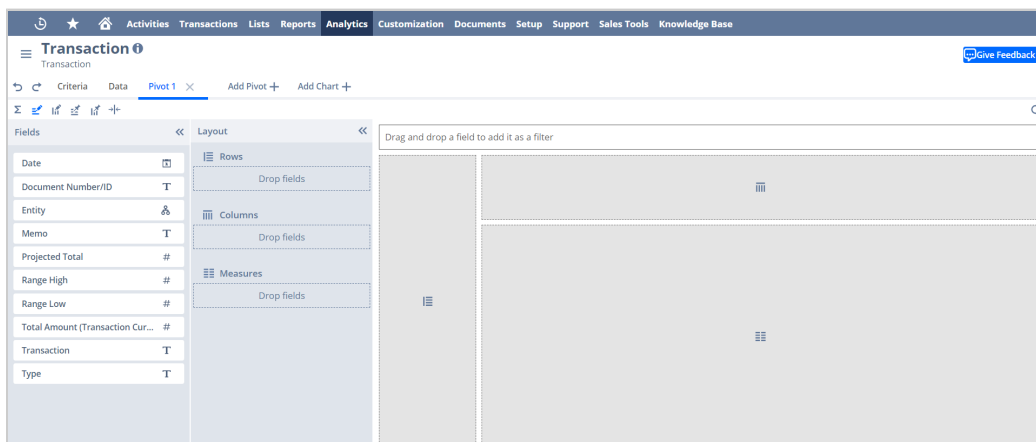 Activities Transactions Lists Reports Analytics Customization Documents Setup Support Sales Tools Knowledge Base
Transaction
Transaction
Give Feedback
Criteria Data Pivot 1 Add Pivot Add Chart
Fields
Date
Document Number/ID
Entity
Memo
Projected Total
Range High
Range Low
Total Amount (Transaction Cur...
Transaction
Type
Layout
Rows
Drop fields
Columns
Drop fields
Measures
Drop fields
Drag and drop a field to add it as a filter